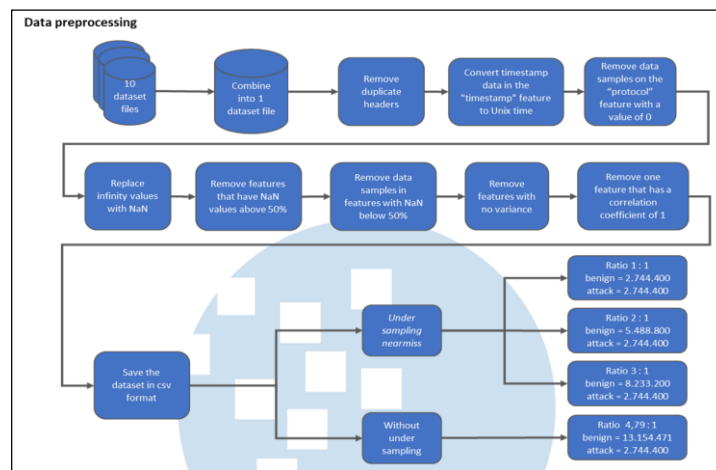 Data preprocessing
10
dataset
files
Combine
into 1
dataset file
Remove
duplicate
headers
Convert timestamp
data in the
"timestamp" feature
to Unix time
Remove data
samples on the
"protocol"
feature with a
value of 0
Replace
infinity values
with NaN
Remove features
that have NaN
values above 50%
Remove data
samples in
features with NaN
below 50%
Remove
features with
no variance
Remove one
feature that has a
correlation
coefficient of 1
Save the
dataset in csv
format
Under
sampling
nearmiss
Without
under
sampling
Ratio 1 : 1
benign = 2.744.400
attack = 2.744.400
Ratio 2 : 1
benign = 5.488.800
attack = 2.744.400
Ratio 3 : 1
benign = 8.233.200
attack = 2.744.400
Ratio 4,79 : 1
benign = 13.154.471
attack = 2.744.400